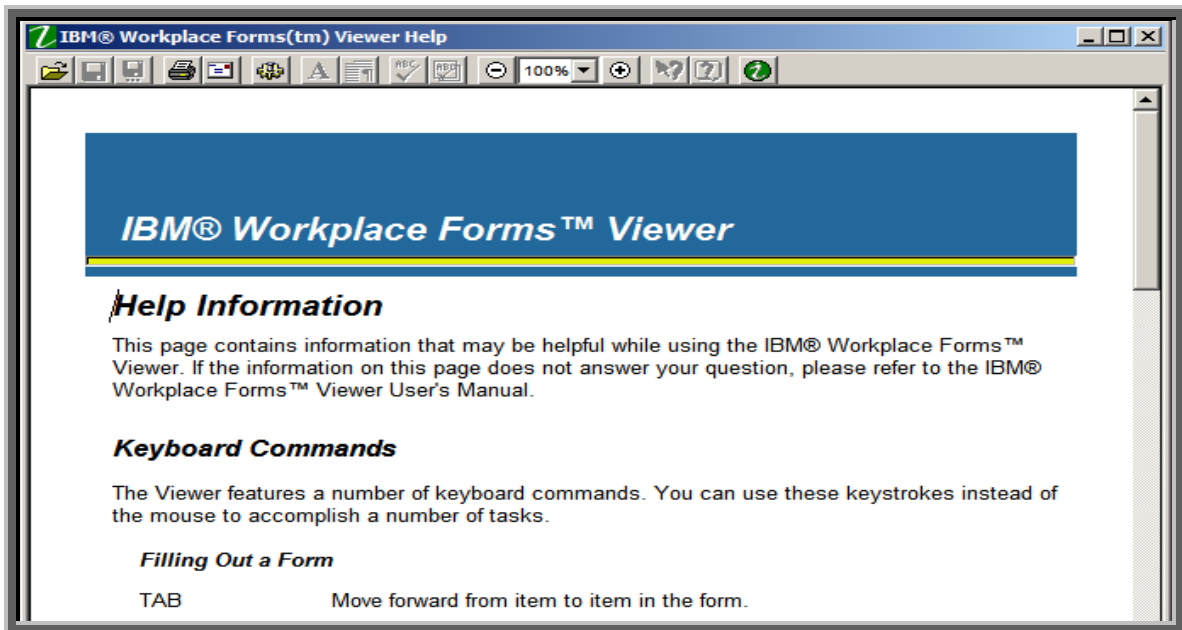 IBM® Workplace Forms(tm) Viewer Help
A ABC ABC 100% ?
IBM® Workplace Forms™ Viewer
Help Information
This page contains information that may be helpful while using the IBM® Workplace Forms™
Viewer. If the information on this page does not answer your question, please refer to the IBM®
Workplace Forms™ Viewer User's Manual.
Keyboard Commands
The Viewer features a number of keyboard commands. You can use these keystrokes instead of
the mouse to accomplish a number of tasks.
Filling Out a Form
TAB Move forward from item to item in the form.